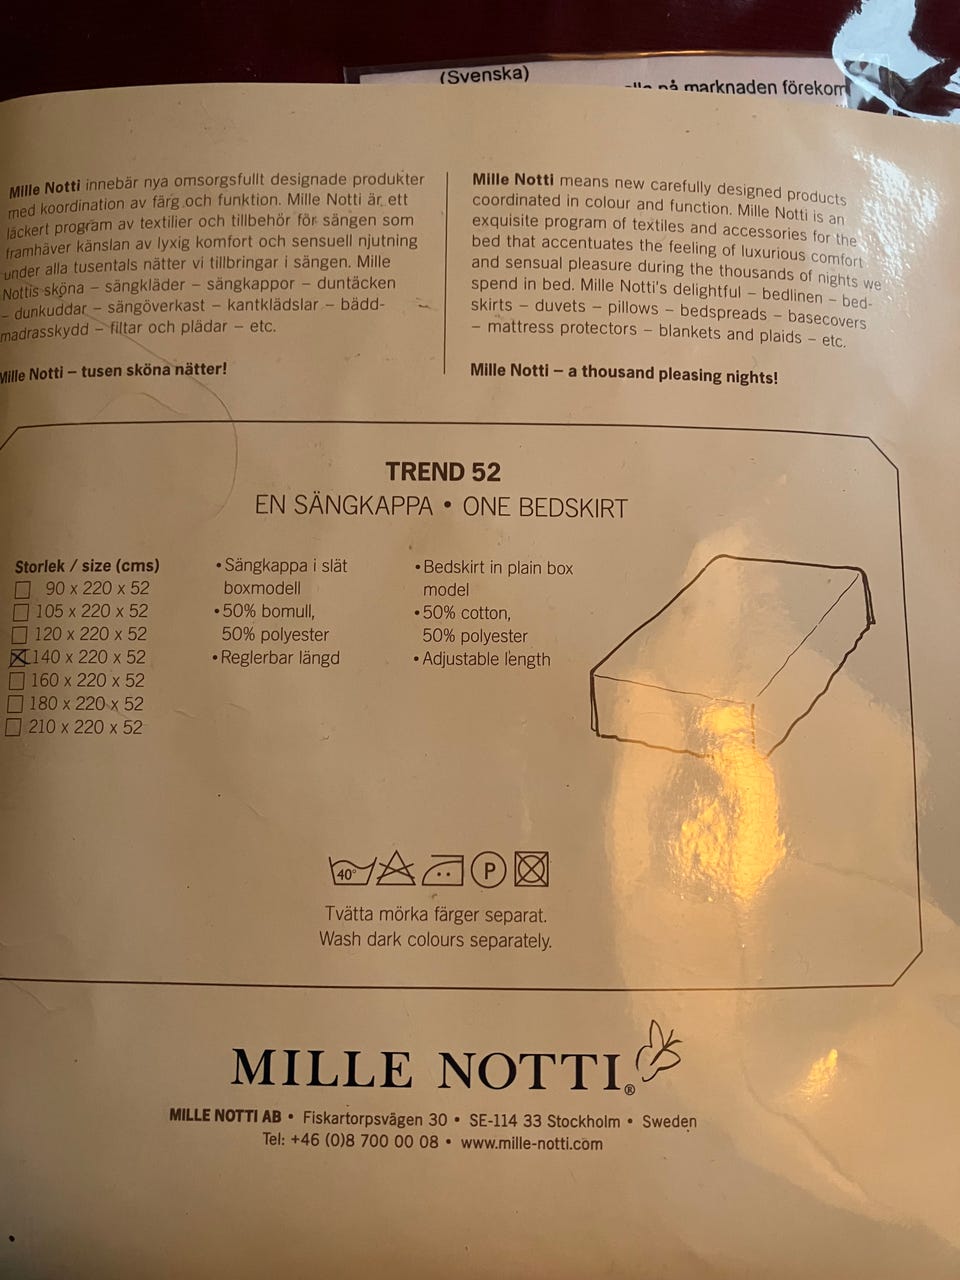 (Svenska)
på marknaden förekom
Mille Notti innebär nya omsorgsfullt designade produkter
med koordination av färg och funktion. Mille Notti är ett
läckert program av textilier och tillbehör för sängen som
framhäver känslan av lyxig komfort och sensuell njutning
under alla tusentals nätter vi tillbringar i sängen. Mille
Nottis sköna – sängkläder – sängkappor – duntäcken
– dunkuddar – sängöverkast – kantklädslar – bädd-
madrasskydd – filtar och plädar – etc.
Mille Notti – tusen sköna nätter!
Mille Notti means new carefully designed products
coordinated in colour and function. Mille Notti is an
exquisite program of textiles and accessories for the
bed that accentuates the feeling of luxurious comfort
and sensual pleasure during the thousands of nights we
spend in bed. Mille Notti's delightful – bedlinen – bed-
skirts – duvets – pillows – bedspreads – basecovers
– mattress protectors – blankets and plaids – etc.
Mille Notti – a thousand pleasing nights!
TREND 52
EN SÄNGKAPPA • ONE BEDSKIRT
Storlek / size (cms)
90 x 220 x 52
105 x 220 x 52
120 x 220 x 52
140 x 220 x 52
160 x 220 x 52
180 x 220 x 52
210 x 220 x 52
• Sängkappa i slät
boxmodell
• 50% bomull,
50% polyester
• Reglerbar längd
• Bedskirt in plain box
model
• 50% cotton,
50% polyester
• Adjustable length
40° P
Tvätta mörka färger separat.
Wash dark colours separately.
MILLE NOTTI®
MILLE NOTTI AB • Fiskartorpsvägen 30 • SE-114 33 Stockholm • Sweden
Tel: +46 (0)8 700 00 08 • www.mille-notti.com